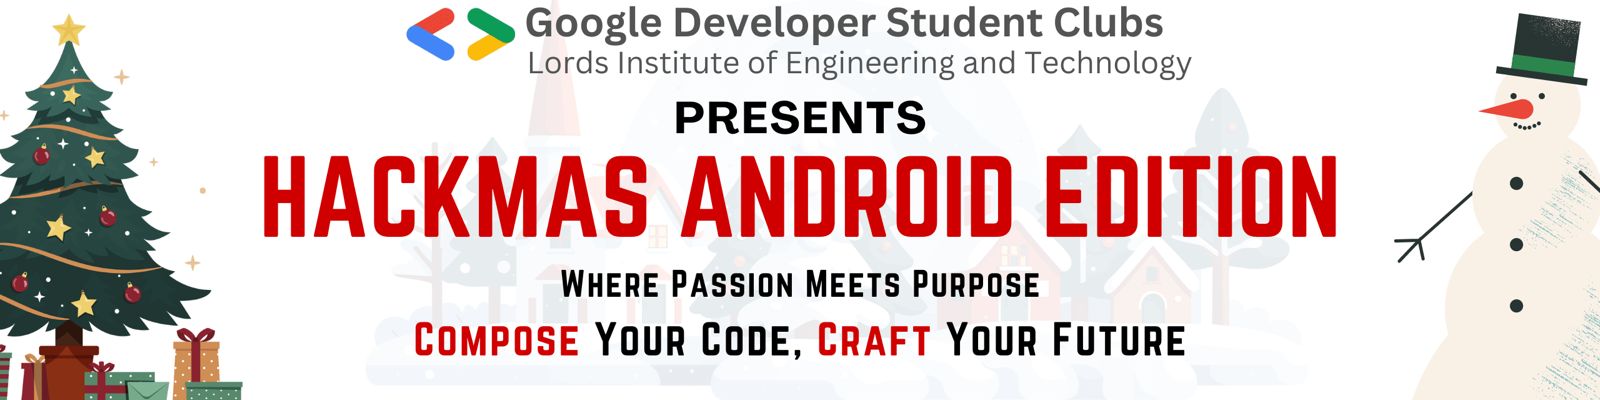 Google Developer Student Clubs
Lords Institute of Engineering and Technology
PRESENTS
HACKMAS ANDROID EDITION
Where Passion Meets Purpose
Compose Your Code, Craft Your Future